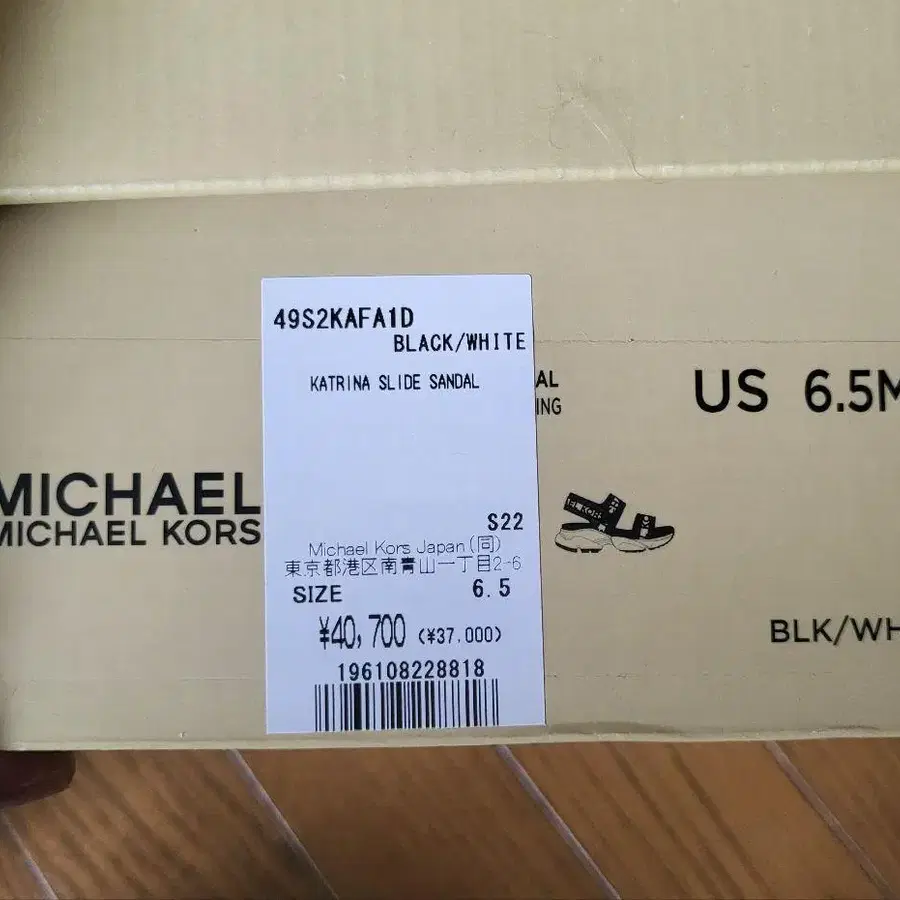 49S2KAFA1D
BLACK/WHITE
KATRINA SLIDE SANDAL
S22
Michael Kors Japan(同)
東京都港区南青山一丁目2-6
SIZE 6.5
¥40,700 (¥37.000)
196108228818
MICHAEL
MICHAEL KORS
AL
ING
US 6.5M
BLK/WH